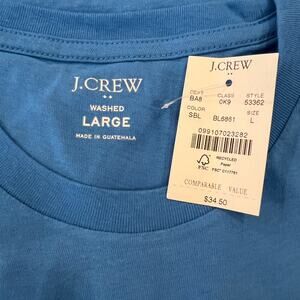 J.CREW
WASHED
LARGE
MADE IN GUATEMALA
DEPT CLASS STYLE
BA8 0K9 53362
COLOR SIZE
SBL BL6861 L
099107023282
FSC
RECYCLED
Paper
COMPARABLE VALUE
$34.50